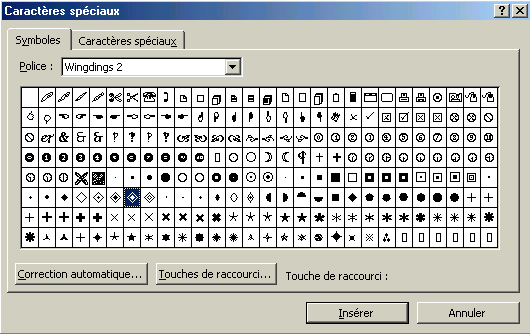 Caractères spéciaux
Symboles
Caractères spéciaux
Police :
Wingdings 2
Correction automatique...
Touches de raccourci...
Touche de raccourci :
Insérer
Annuler